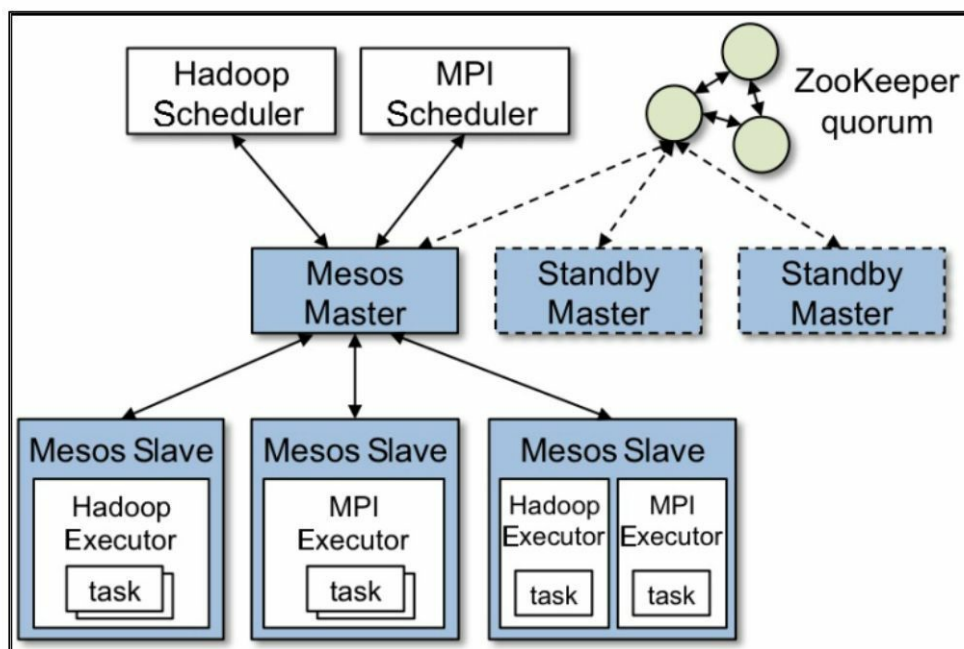 Hadoop
Scheduler
MPI
Scheduler
ZooKeeper
quorum
Mesos
Master
Standby
Master
Standby
Master
Mesos Slave
Hadoop
Executor
task
Mesos Slave
MPI
Executor
task
Mesos Slave
Hadoop
Executor
task
MPI
Executor
task